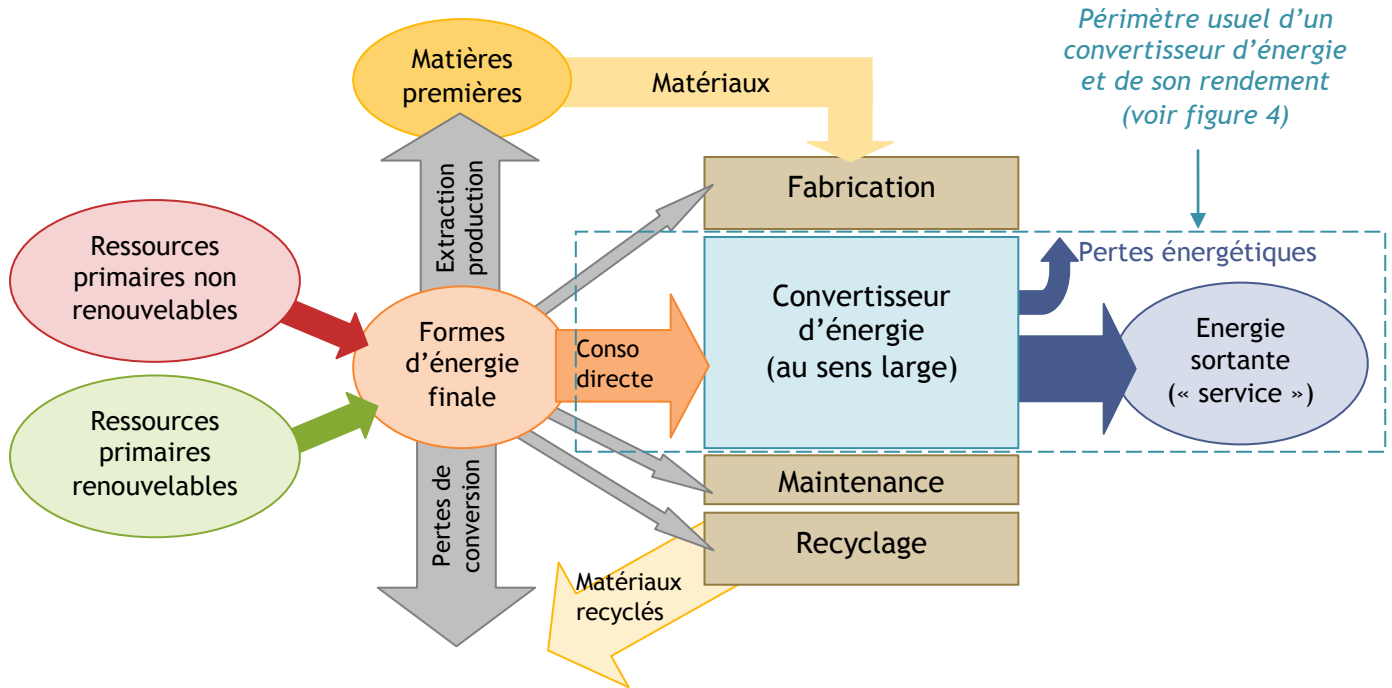 Périmètre usuel d’un
convertisseur d’énergie
et de son rendement
(voir figure 4)
Matières
premières
Matériaux
Extraction
production
Fabrication
Ressources
primaires non
renouvelables
Pertes énergétiques
Convertisseur
d’énergie
(au sens large)
Formes
d’énergie
finale
Conso
directe
Energie
sortante
(« service »)
Ressources
primaires
renouvelables
Pertes de
conversion
Maintenance
Recyclage
Matériaux
recyclés